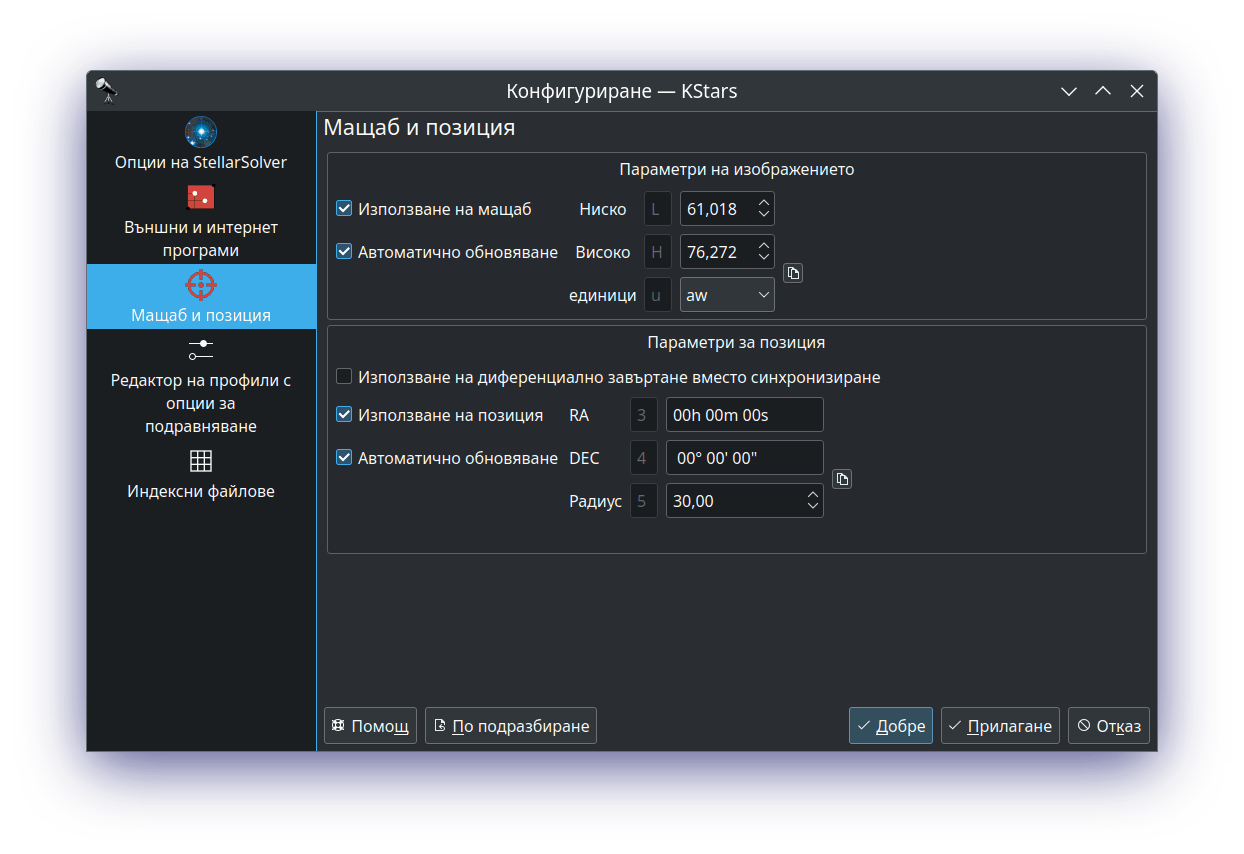 Конфигуриране — KStars
Опции на StellarSolver
Външни и интернет
програми
Мащаб и позиция
Редактор на профили с
опции за
подравняване
Индексни файлове
Мащаб и позиция
Параметри на изображението
Използване на мащаб Ниско L 61,018
Автоматично обновяване Високо H 76,272
единици u aw
Параметри за позиция
Използване на диференциално завъртане вместо синхронизиране
Използване на позиция RA 3 00h 00m 00s
Автоматично обновяване DEC 4 00° 00' 00"
Радиус 5 30,00
Помощ По подразбиране Добре Прилагане Отказ